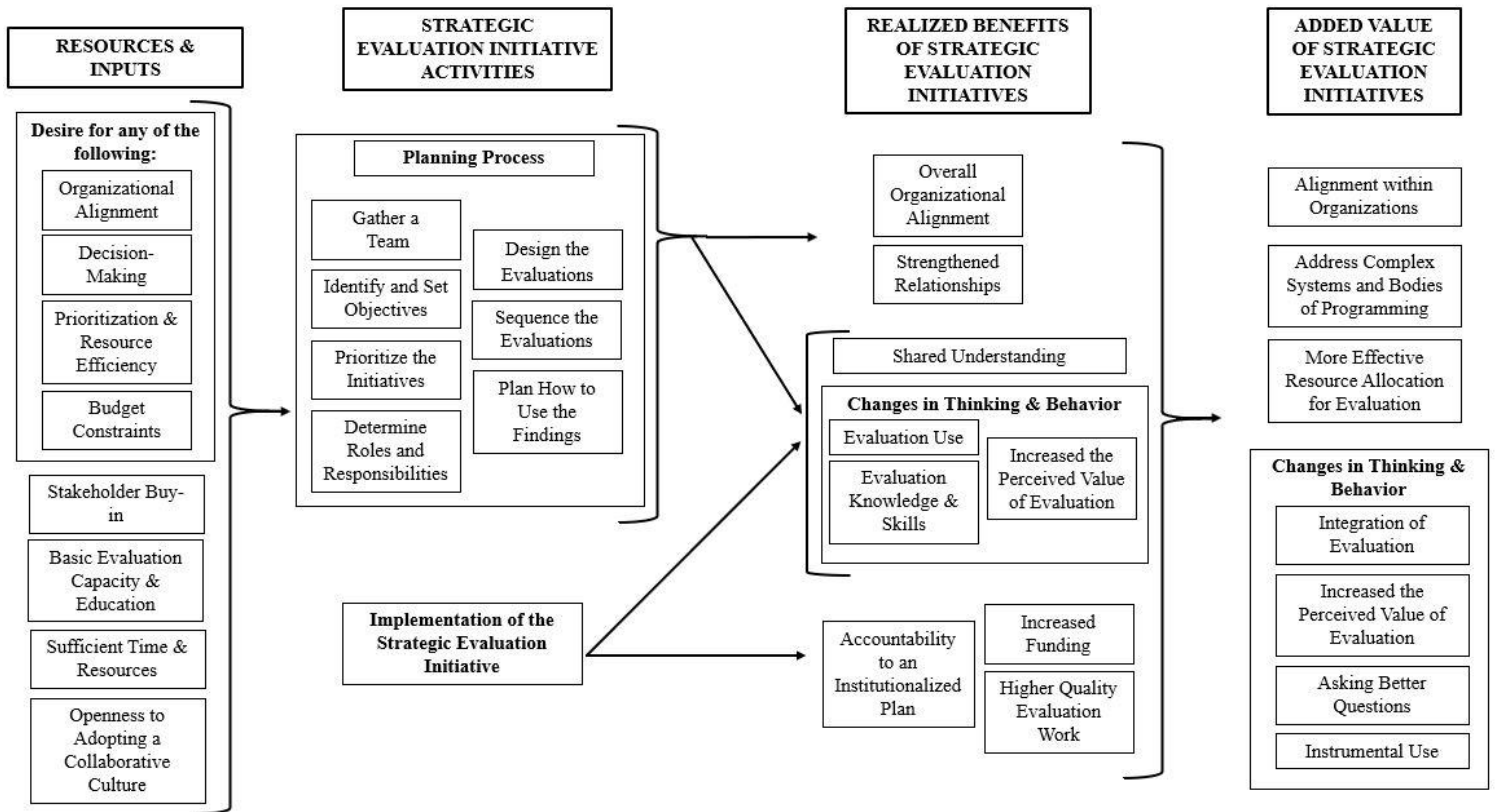 RESOURCES &
INPUTS
Desire for any of the
following:
Organizational
Alignment
Decision-
Making
Prioritization &
Resource
Efficiency
Budget
Constraints
Stakeholder Buy-
in
Basic Evaluation
Capacity &
Education
Sufficient Time &
Resources
Openness to
Adopting a
Collaborative
Culture
STRATEGIC
EVALUATION INITIATIVE
ACTIVITIES
Planning Process
Gather a
Team
Identify and Set
Objectives
Prioritize the
Initiatives
Determine
Roles and
Responsibilities
Design the
Evaluations
Sequence the
Evaluations
Plan How to
Use the
Findings
Implementation of the
Strategic Evaluation
Initiative
REALIZED BENEFITS
OF STRATEGIC
EVALUATION
INITIATIVES
Overall
Organizational
Alignment
Strengthened
Relationships
Shared Understanding
Changes in Thinking & Behavior
Evaluation Use
Evaluation
Knowledge &
Skills
Increased the
Perceived Value
of Evaluation
Accountability
to an
Institutionalized
Plan
Increased
Funding
Higher Quality
Evaluation
Work
ADDED VALUE
OF STRATEGIC
EVALUATION
INITIATIVES
Alignment within
Organizations
Address Complex
Systems and Bodies
of Programming
More Effective
Resource Allocation
for Evaluation
Changes in Thinking &
Behavior
Integration of
Evaluation
Increased the
Perceived Value of
Evaluation
Asking Better
Questions
Instrumental Use